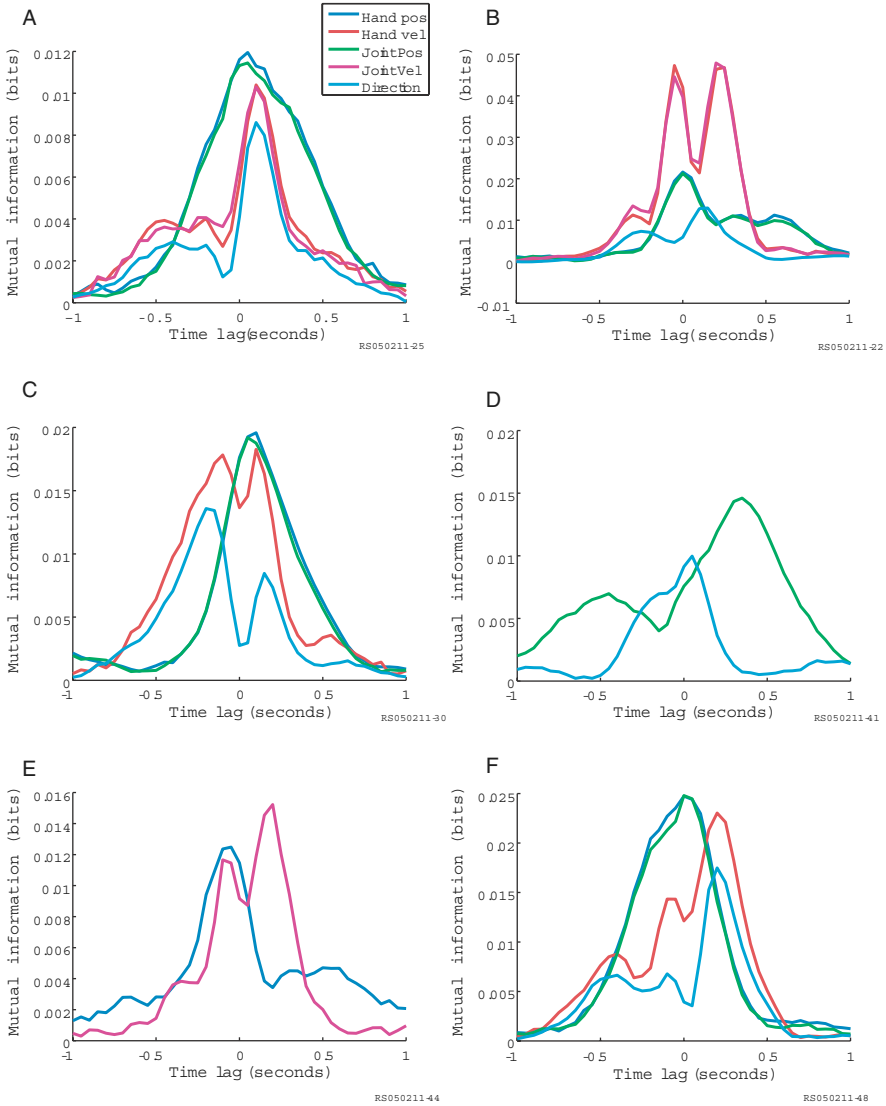 A
Hand pos
Hand vel
JointPos
JointVel
Direction
Mutual information (bits)
0.012
0.01
0.008
0.006
0.004
0.002
0
-1
-0.5
0
0.5
1
Time lag(seconds)
RS050211-25
B
Mutual information (bits)
0.05
0.04
0.03
0.02
0.01
0
-0.01
-1
-0.5
0
0.5
1
Time lag(seconds)
RS050211-22
C
Mutual information (bits)
0.02
0.015
0.01
0.005
0
-1
-0.5
0
0.5
1
Time lag (seconds)
RS050211-30
D
Mutual information (bits)
0.02
0.015
0.01
0.005
0
-1
-0.5
0
0.5
1
Time lag (seconds)
RS050211-41
E
Mutual information (bits)
0.016
0.014
0.012
0.01
0.008
0.006
0.004
0.002
0
-1
-0.5
0
0.5
1
Time lag (seconds)
RS050211-44
F
Mutual information (bits)
0.025
0.02
0.015
0.01
0.005
0
-1
-0.5
0
0.5
1
Time lag (seconds)
RS050211-48